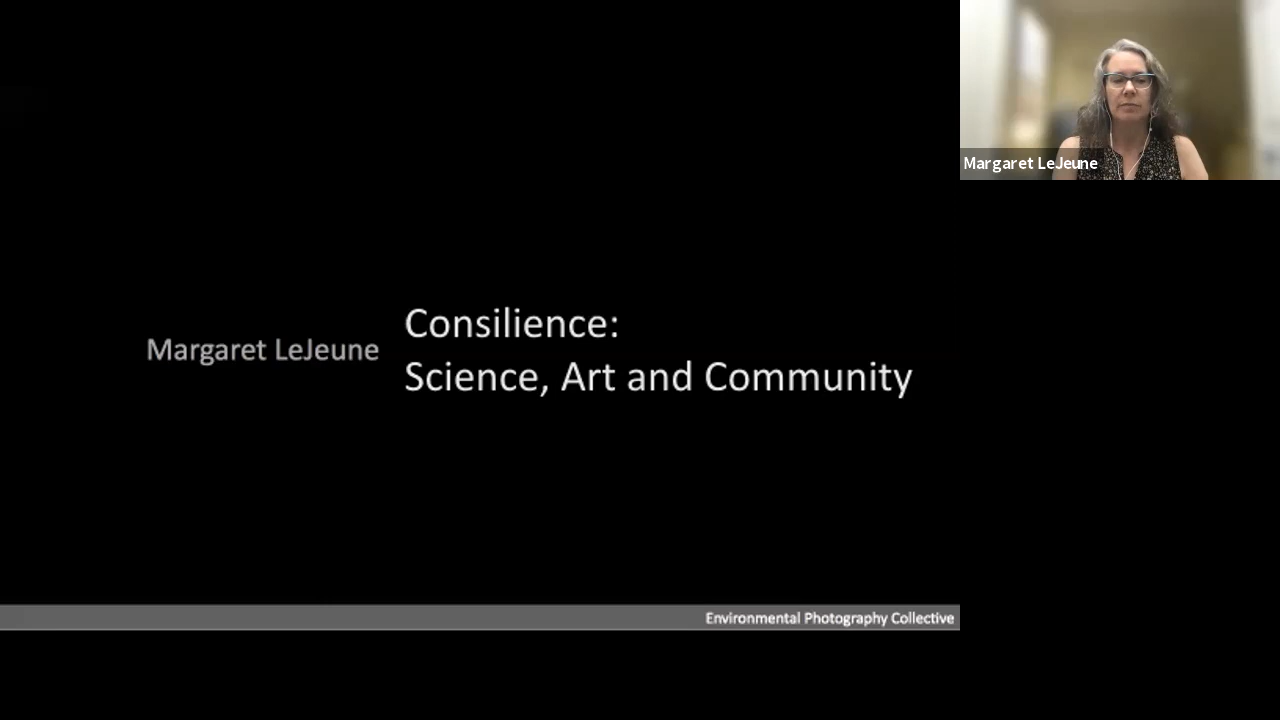 Margaret LeJeune
Margaret LeJeune
Consilience:
Science, Art and Community
Environmental Photography Collective